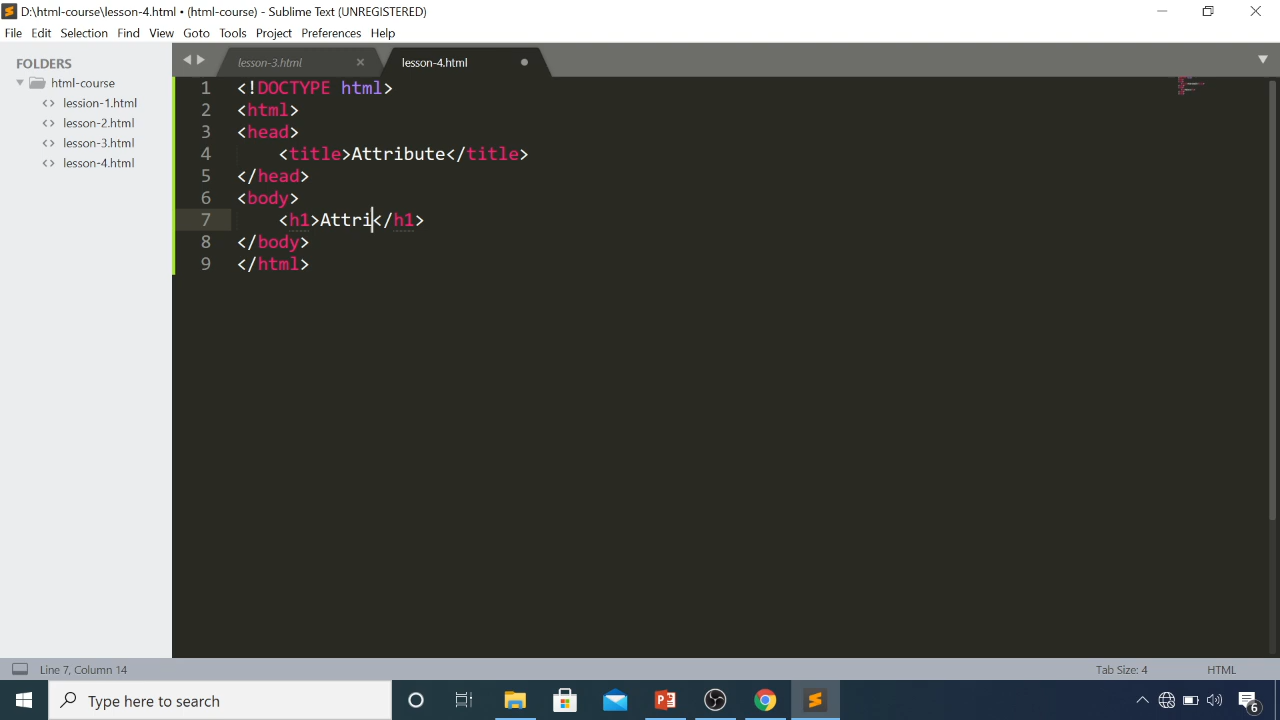 D:\html-course\lesson-4.html • (html-course) - Sublime Text (UNREGISTERED)
File Edit Selection Find View Goto Tools Project Preferences Help
FOLDERS
html-course
lession-1.html
lesson-2.html
lesson-3.html
lesson-4.html
lesson-3.html
lesson-4.html
1 <!DOCTYPE html>
2 <html>
3 <head>
4 <title>Attribute</title>
5 </head>
6 <body>
7 <h1>Attri</h1>
8 </body>
9 </html>
Line 7, Column 14
Tab Size: 4
HTML
Type here to search
6